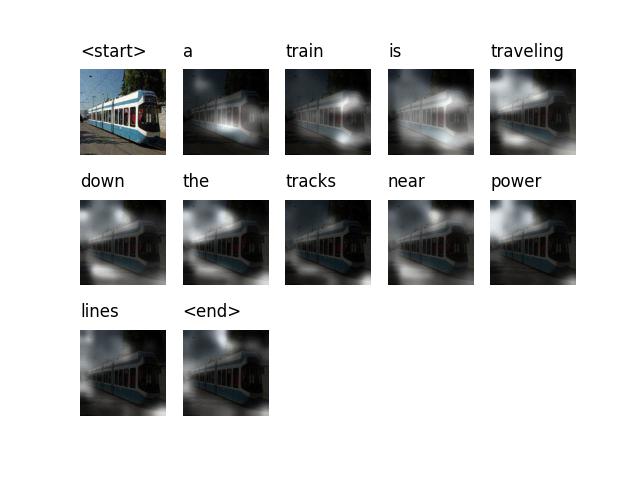 <start> a train is traveling
down the tracks near power
lines <end>